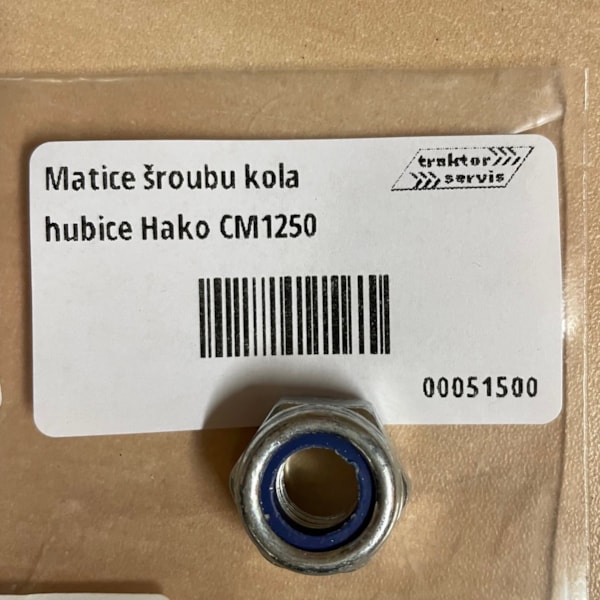 Matice šroubu kola
hubice Hako CM1250
traktor
servis
00051500